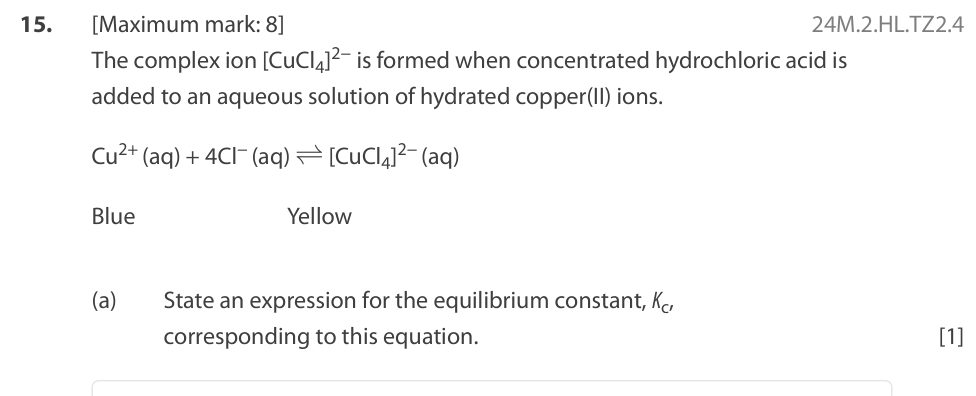 15. [Maximum mark: 8] 24M.2.HL.TZ2.4
The complex ion [CuCl₄]²⁻ is formed when concentrated hydrochloric acid is
added to an aqueous solution of hydrated copper(II) ions.
Cu²⁺ (aq) + 4Cl⁻ (aq) ⇌ [CuCl₄]²⁻ (aq)
Blue Yellow
(a) State an expression for the equilibrium constant, K꜀,
corresponding to this equation. [1]